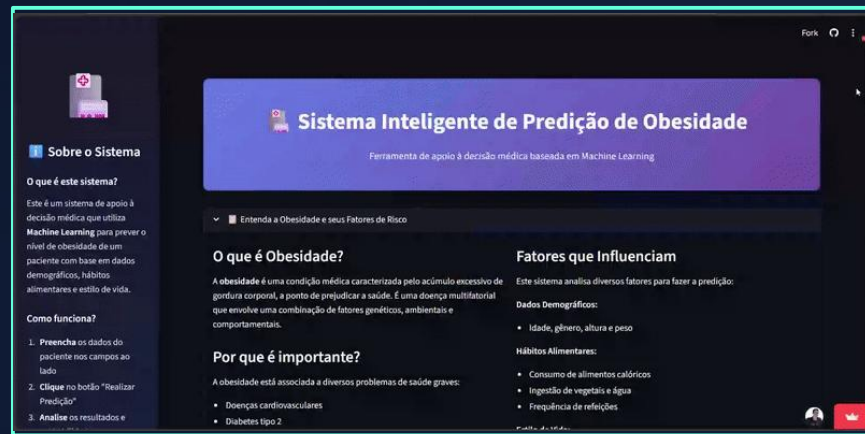 Fork
Sobre o Sistema
O que é este sistema?
Este é um sistema de apoio à
decisão médica que utiliza
Machine Learning para prever o
nível de obesidade de um
paciente com base em dados
demográficos, hábitos
alimentares e estilo de vida.
Como funciona?
1. Preencha os dados do
paciente nos campos ao
lado
2. Clique no botão "Realizar
Predição"
3. Analise os resultados e
Sistema Inteligente de Predição de Obesidade
Ferramenta de apoio à decisão médica baseada em Machine Learning
Entenda a Obesidade e seus Fatores de Risco
O que é Obesidade?
A obesidade é uma condição médica caracterizada pelo acúmulo excessivo de
gordura corporal, a ponto de prejudicar a saúde. É uma doença multifatorial
que envolve uma combinação de fatores genéticos, ambientais e
comportamentais.
Por que é importante?
A obesidade está associada a diversos problemas de saúde graves:
• Doenças cardiovasculares
• Diabetes tipo 2
Fatores que Influenciam
Este sistema analisa diversos fatores para fazer a predição:
Dados Demográficos:
• Idade, gênero, altura e peso
Hábitos Alimentares:
• Consumo de alimentos calóricos
• Ingestão de vegetais e água
• Frequência de refeições
Estilo de Vida: